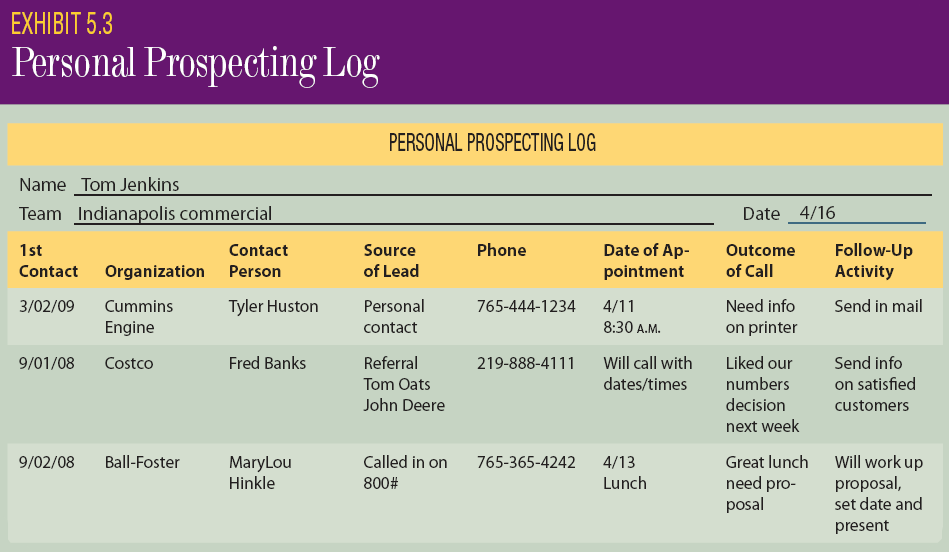 EXHIBIT 5.3
Personal Prospecting Log
PERSONAL PROSPECTING LOG
Name Tom Jenkins
Team Indianapolis commercial Date 4/16
1st Contact Organization Contact Person Source of Lead Phone Date of Ap-pointment Outcome of Call Follow-Up Activity
3/02/09 Cummins Engine Tyler Huston Personal contact 765-444-1234 4/11 8:30 A.M. Need info on printer Send in mail
9/01/08 Costco Fred Banks Referral Tom Oats John Deere 219-888-4111 Will call with dates/times Liked our numbers decision next week Send info on satisfied customers
9/02/08 Ball-Foster MaryLou Hinkle Called in on 800# 765-365-4242 4/13 Lunch Great lunch need pro-posal Will work up proposal, set date and present